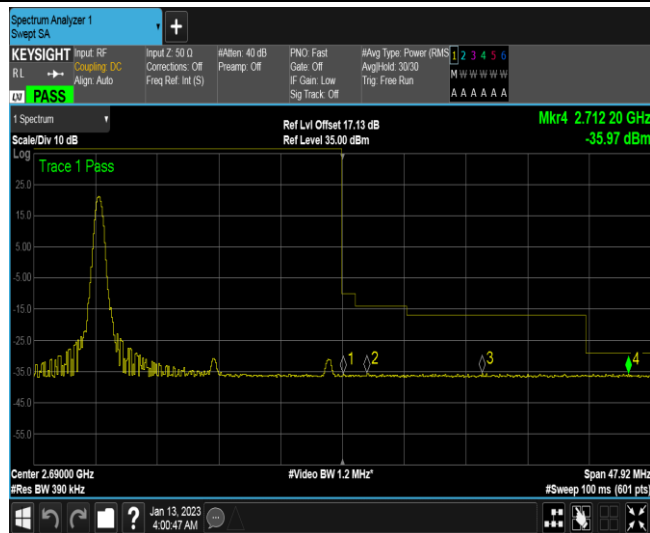 Spectrum Analyzer 1
Swept SA
+
KEYSIGHT
RL
LXI PASS
Input: RF
Coupling: DC
Align: Auto
Input Z: 50 Ω
Corrections: Off
Freq Ref: Int (S)
#Atten: 40 dB
Preamp: Off
PNO: Fast
Gate: Off
IF Gain: Low
Sig Track: Off
#Avg Type: Power (RMS
Avg|Hold: 30/30
Trig: Free Run
1 2 3 4 5 6
M W W W W W
A A A A A A
1 Spectrum
Scale/Div 10 dB
Ref Lvl Offset 17.13 dB
Ref Level 35.00 dBm
Mkr4 2.712 20 GHz
-35.97 dBm
Log
Trace 1 Pass
25.0
15.0
5.00
-5.00
-15.0
-25.0
-35.0
-45.0
-55.0
1
2
3
4
Center 2.69000 GHz
#Res BW 390 kHz
#Video BW 1.2 MHz*
Span 47.92 MHz
#Sweep 100 ms (601 pts)
?
Jan 13, 2023
4:00:47 AM